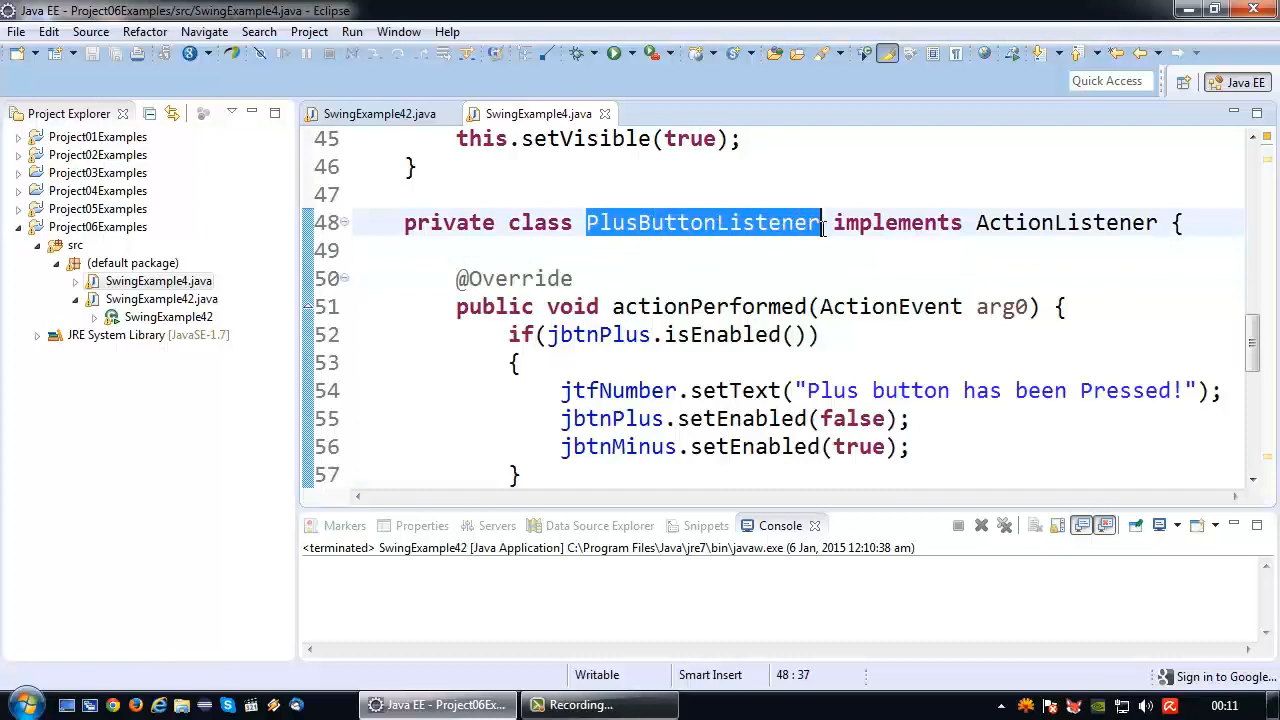 Java EE - Project06Examples/src/SwingExample4.java - Eclipse
File Edit Source Refactor Navigate Search Project Run Window Help
Quick Access
Java EE
Project Explorer
SwingExample42.java
SwingExample4.java
Project01Examples
Project02Examples
Project03Examples
Project04Examples
Project05Examples
Project06Examples
src
(default package)
SwingExample4.java
SwingExample42.java
SwingExample42
JRE System Library [JavaSE-1.7]
45 this.setVisible(true);
46 }
47
48 private class PlusButtonListener implements ActionListener {
49
50 @Override
51 public void actionPerformed(ActionEvent arg0) {
52 if(jbtnPlus.isEnabled())
53 {
54 jtfNumber.setText("Plus button has been Pressed!");
55 jbtnPlus.setEnabled(false);
56 jbtnMinus.setEnabled(true);
57 }
Markers Properties Servers Data Source Explorer Snippets Console
<terminated> SwingExample42 [Java Application] C:\Program Files\Java\jre7\bin\javaw.exe (6 Jan, 2015 12:10:38 am)
Writable Smart Insert 48 : 37 Sign in to Google...
Java EE - Project06Ex... Recording... 00:11